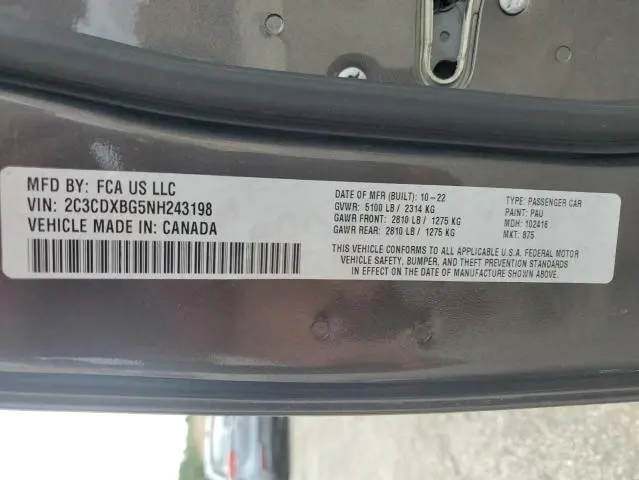 MFD BY: FCA US LLC
VIN: 2C3CDXBG5NH243198
VEHICLE MADE IN: CANADA
DATE OF MFR (BUILT): 10-22
GVWR: 5100 LB / 2314 KG
GAWR FRONT: 2810 LB / 1275 KG
GAWR REAR: 2810 LB / 1275 KG
THIS VEHICLE CONFORMS TO ALL APPLICABLE U.S.A. FEDERAL MOTOR
VEHICLE SAFETY, BUMPER, AND THEFT PREVENTION STANDARDS
IN EFFECT ON THE DATE OF MANUFACTURE SHOWN ABOVE.
TYPE: PASSENGER CAR
PAINT: PAU
MDH: 102416
MKT: 875